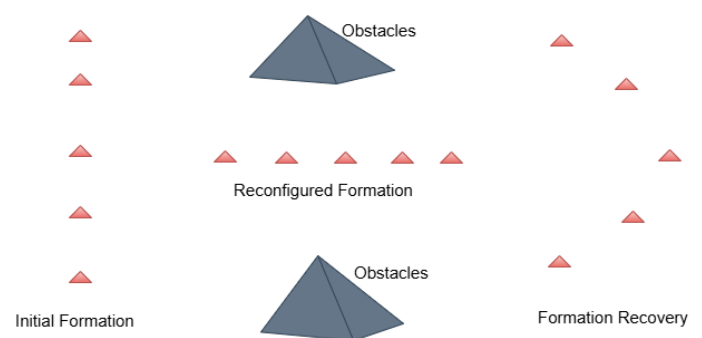 Obstacles
Reconfigured Formation
Obstacles
Initial Formation
Formation Recovery